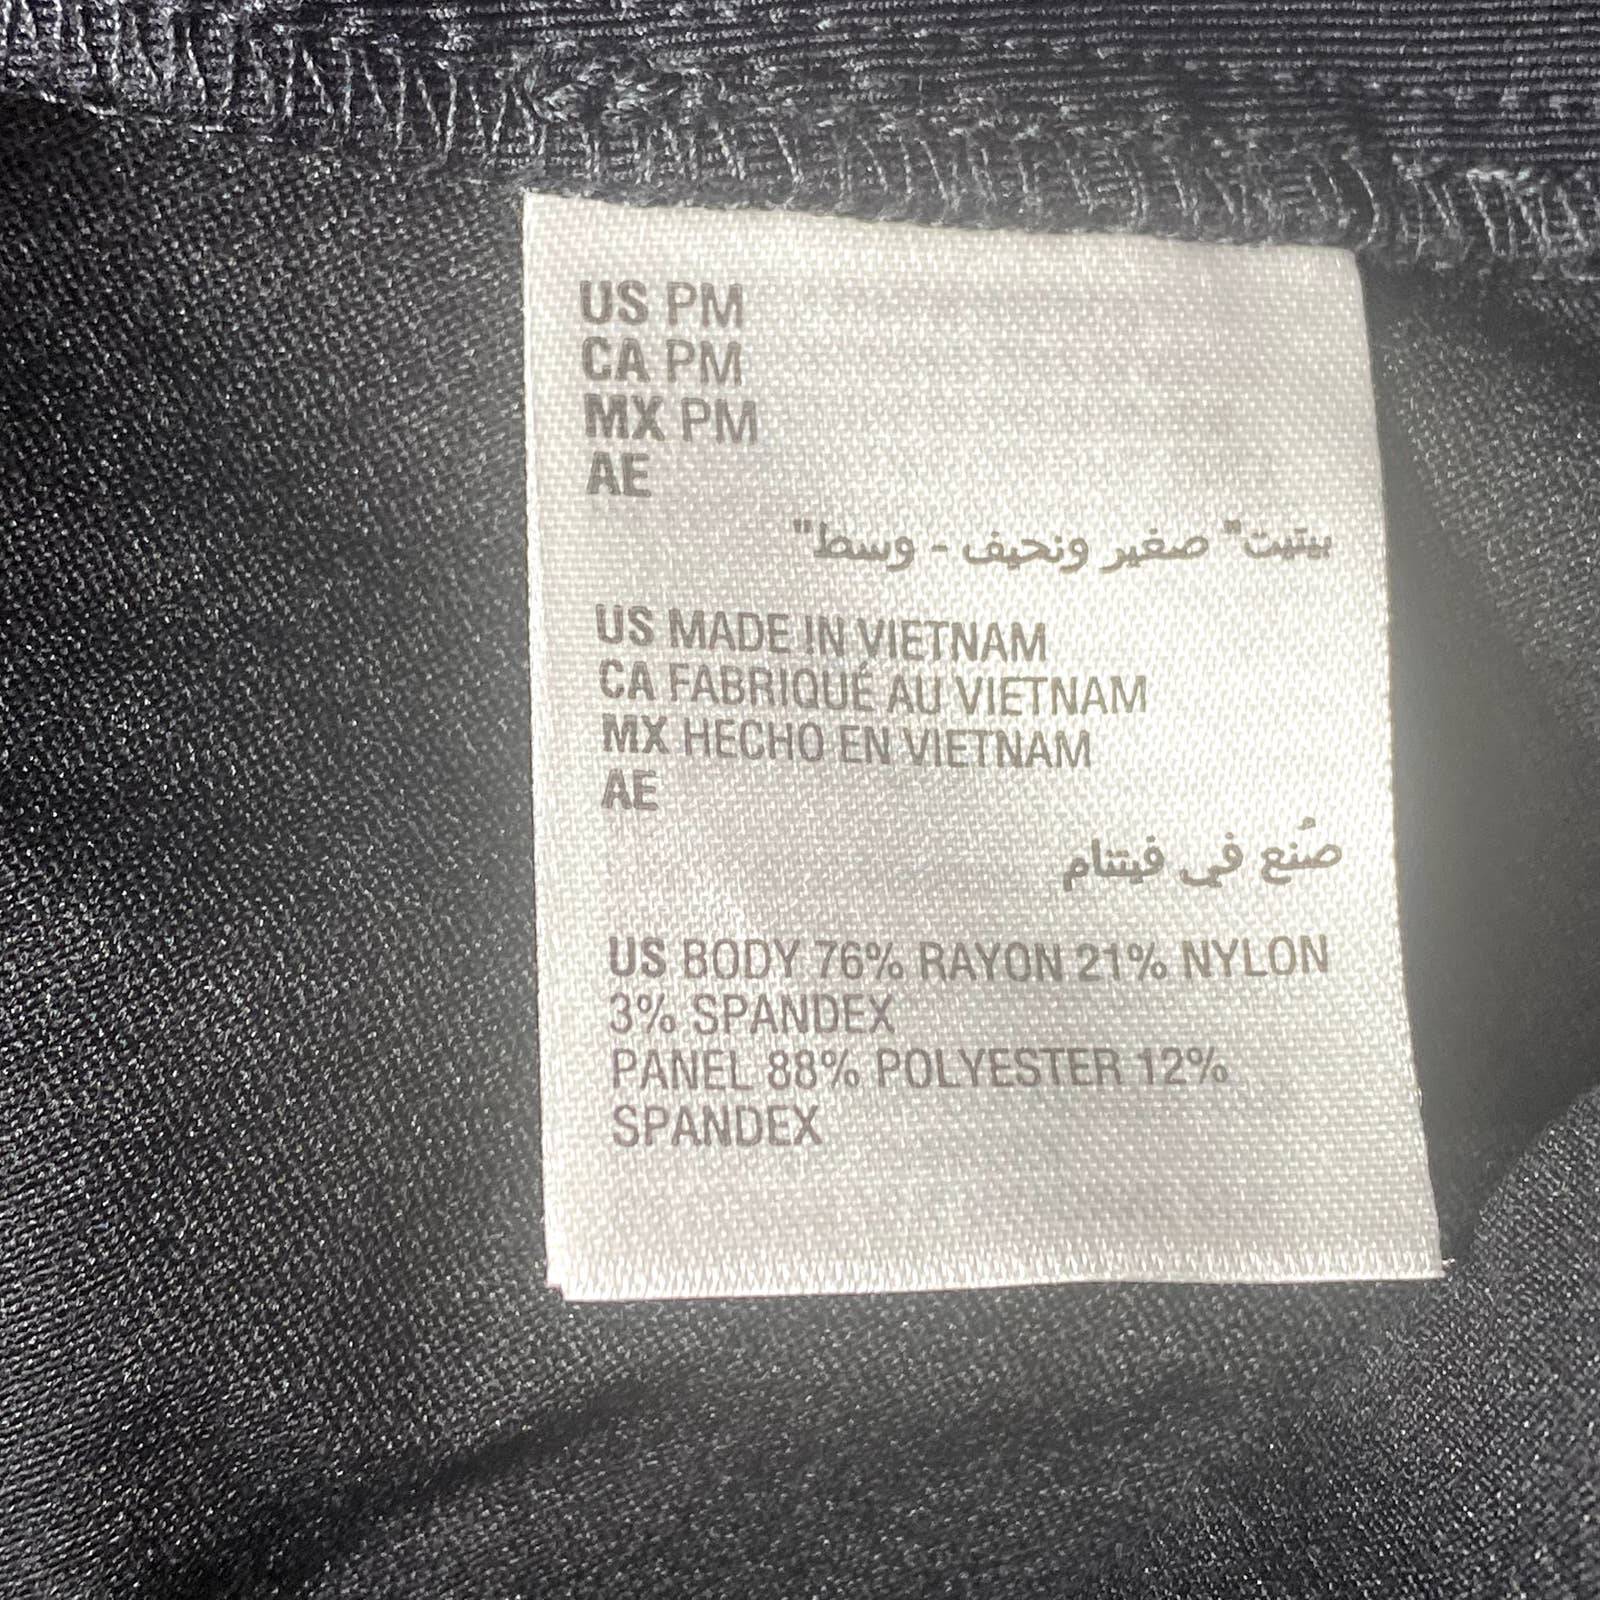 US PM
CA PM
MX PM
AE
بيتيت" صغير ونحيف - وسط"
US MADE IN VIETNAM
CA FABRIQUÉ AU VIETNAM
MX HECHO EN VIETNAM
AE
صُنع في فيتنام
US BODY 76% RAYON 21% NYLON
3% SPANDEX
PANEL 88% POLYESTER 12%
SPANDEX